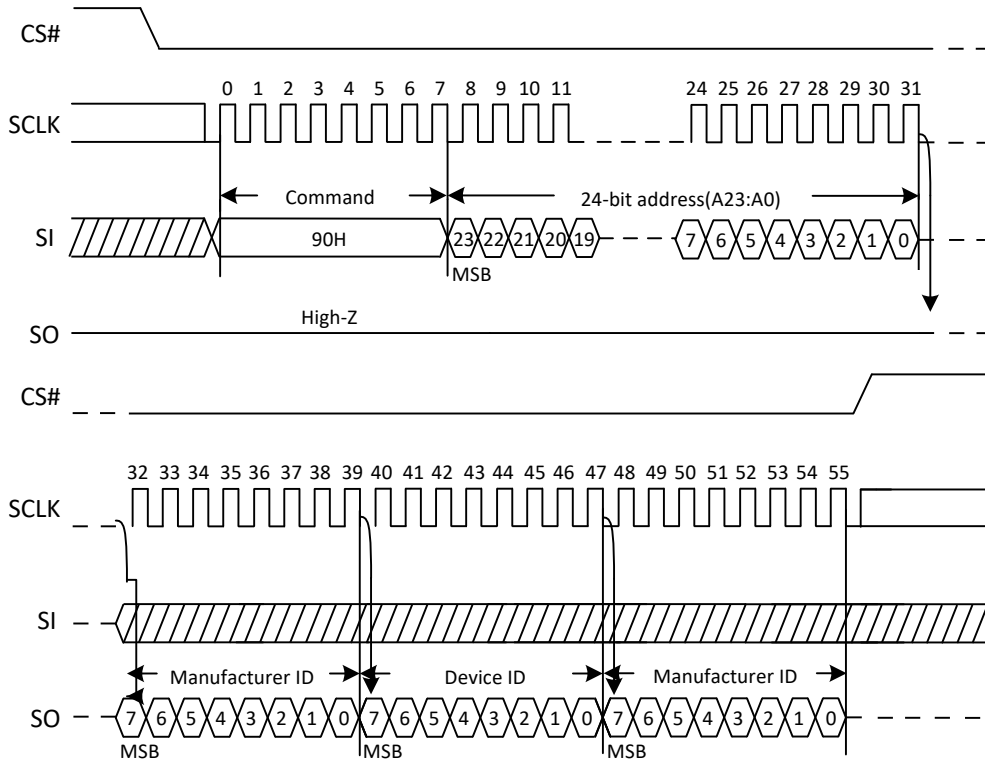 CS#
0 1 2 3 4 5 6 7 8 9 10 11 24 25 26 27 28 29 30 31
SCLK
Command 24-bit address(A23:A0)
SI 90H 23 22 21 20 19 7 6 5 4 3 2 1 0
MSB
High-Z
SO
CS#
32 33 34 35 36 37 38 39 40 41 42 43 44 45 46 47 48 49 50 51 52 53 54 55
SCLK
SI
Manufacturer ID Device ID Manufacturer ID
SO 7 6 5 4 3 2 1 0 7 6 5 4 3 2 1 0 7 6 5 4 3 2 1 0
MSB MSB MSB